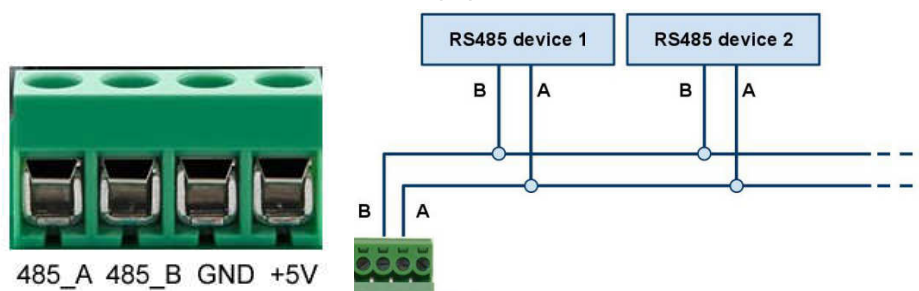 485_A 485_B GND +5V
RS485 device 1
RS485 device 2
B
A
B
A
B
A